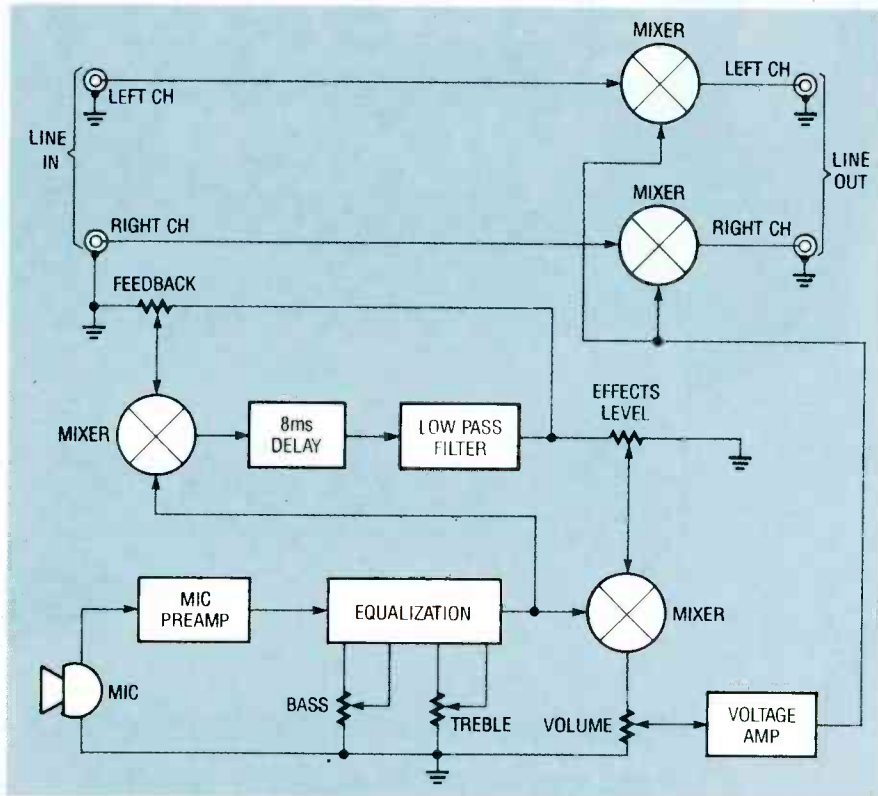 MIXER
LEFT CH
LEFT CH
LINE
IN
LINE
OUT
MIXER
RIGHT CH
RIGHT CH
FEEDBACK
EFFECTS
LEVEL
MIXER
8ms
DELAY
LOW PASS
FILTER
MIC
PREAMP
EQUALIZATION
MIXER
MIC
BASS
TREBLE
VOLUME
VOLTAGE
AMP